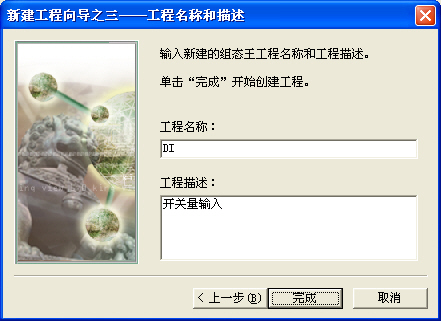 新建工程向导之三——工程名称和描述
输入新建的组态王工程名称和工程描述。
单击“完成”开始创建工程。
工程名称：
DI
工程描述：
开关量输入
< 上一步(B)
完成
取消